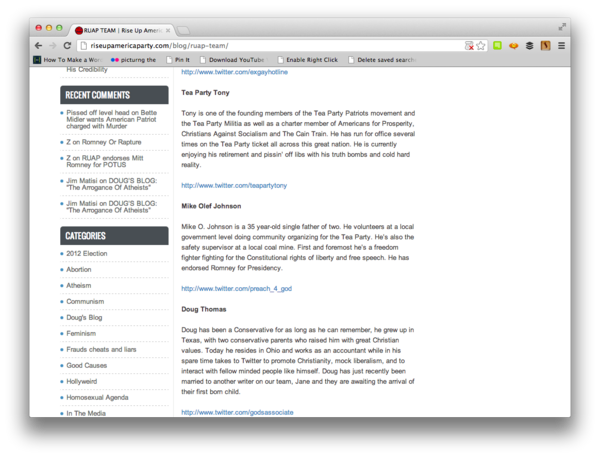 RUAP TEAM | Rise Up Ameri
riseupamericaparty.com/blog/ruap-team/
How To Make a Wo
picturng the
Pin It
Download YouTube
Enable Right Click
Delete saved search
His Credibility
RECENT COMMENTS
Pissed off level head on Bette
Midler wants American Patriot
charged with Murder
Z on Romney Or Rapture
Z on RUAP endorses Mitt
Romney for POTUS
Jim Matisi on DOUG'S BLOG:
"The Arrogance Of Atheists"
Jim Matisi on DOUG'S BLOG:
"The Arrogance Of Atheists"
CATEGORIES
2012 Election
Abortion
Atheism
Communism
Doug's Blog
Feminism
Frauds cheats and liars
Good Causes
Hollyweird
Homosexual Agenda
In The Media
http://www.twitter.com/exgayhotline
Tea Party Tony
Tony is one of the founding members of the Tea Party Patriots movement and
the Tea Party Militia as well as a charter member of Americans for Prosperity,
Christians Against Socialism and The Cain Train. He has run for office several
times on the Tea Party ticket all across this great nation. He is currently
enjoying his retirement and pissin' off libs with his truth bombs and cold hard
reality.
http://www.twitter.com/teapartytony
Mike Olef Johnson
Mike O. Johnson is a 35 year-old single father of two. He volunteers at a local
government level doing community organizing for the Tea Party. He's also the
safety supervisor at a local coal mine. First and foremost he's a freedom
fighter fighting for the Constitutional rights of liberty and free speech. He has
endorsed Romney for Presidency.
http://www.twitter.com/preach_4_god
Doug Thomas
Doug has been a Conservative for as long as he can remember, he grew up in
Texas, with two conservative parents who raised him with great Christian
values. Today he resides in Ohio and works as an accountant while in his
spare time takes to Twitter to promote Christianity, mock liberalism, and to
interact with fellow minded people like himself. Doug has just recently been
married to another writer on our team, Jane and they are awaiting the arrival of
their first born child.
http://www.twitter.com/godsassociate